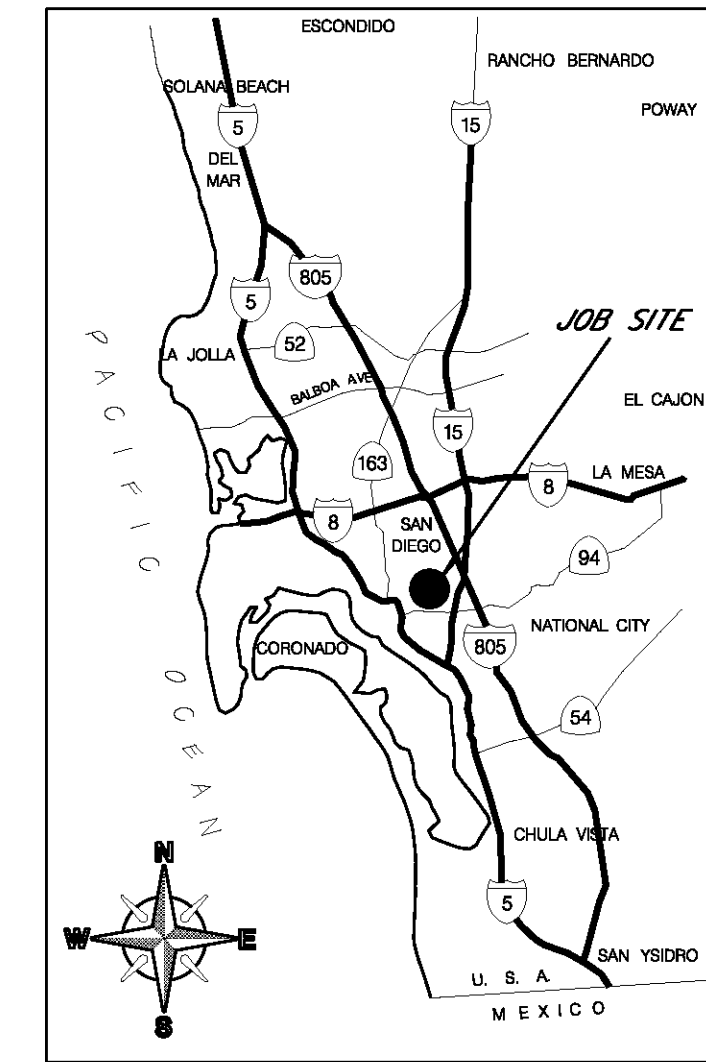 ESCONDIDO
RANCHO BERNARDO
SOLANA BEACH
POWAY
5
15
DEL
MAR
805
5
JOB SITE
52
LA JOLLA
PACIFIC
BALBOA AVE
EL CAJON
15
163
LA MESA
8
8
SAN
DIEGO
94
NATIONAL CITY
CORONADO
805
OCEAN
54
CHULA VISTA
N
W
E
S
5
SAN YSIDRO
U. S. A.
MEXICO